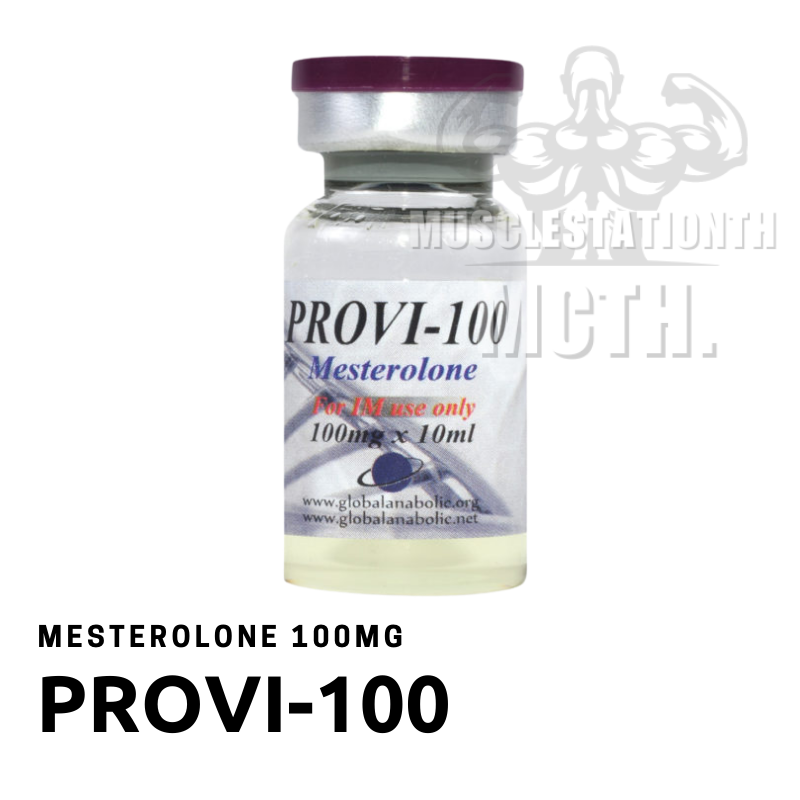 MUSCLESTATIONTH
MCTH.
PROVI-100
Mesterolone
For IM use only
100mg x 10ml
www.globalanabolic.org
www.globalanabolic.net
MESTEROLONE 100MG
PROVI-100